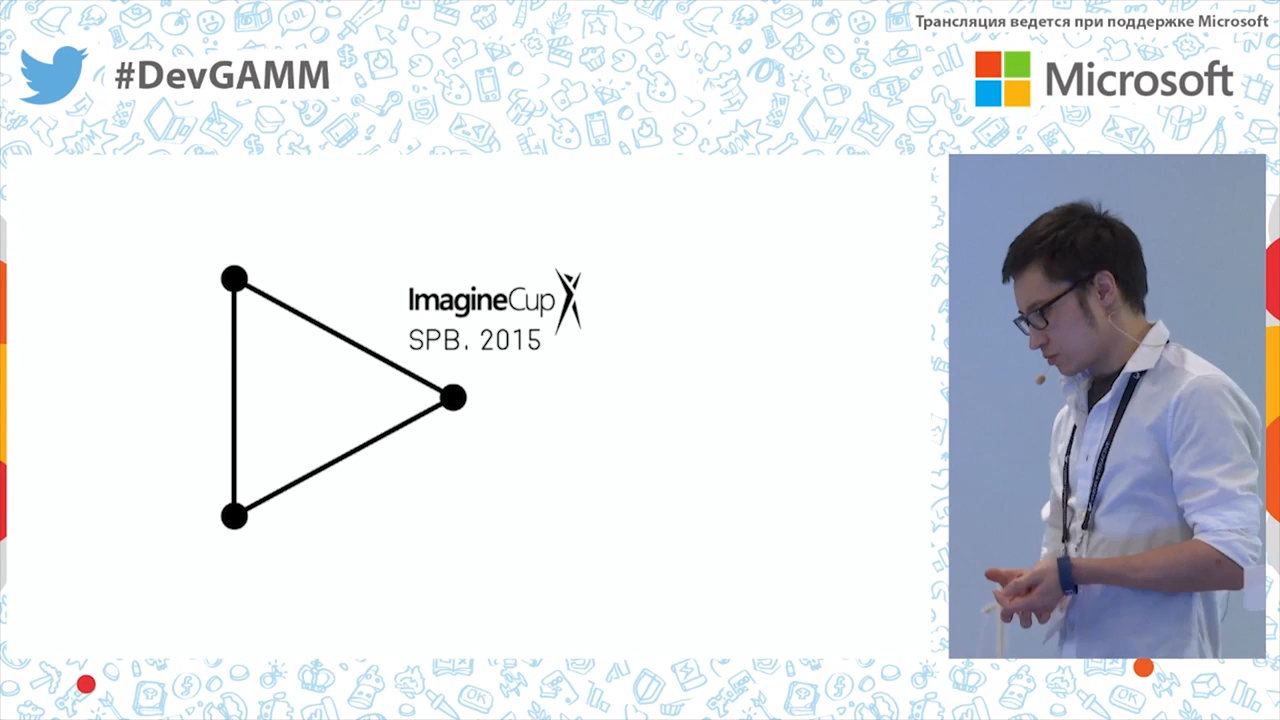 Трансляция ведется при поддержке Microsoft
#DevGAMM
Microsoft
ImagineCup
SPB. 2015